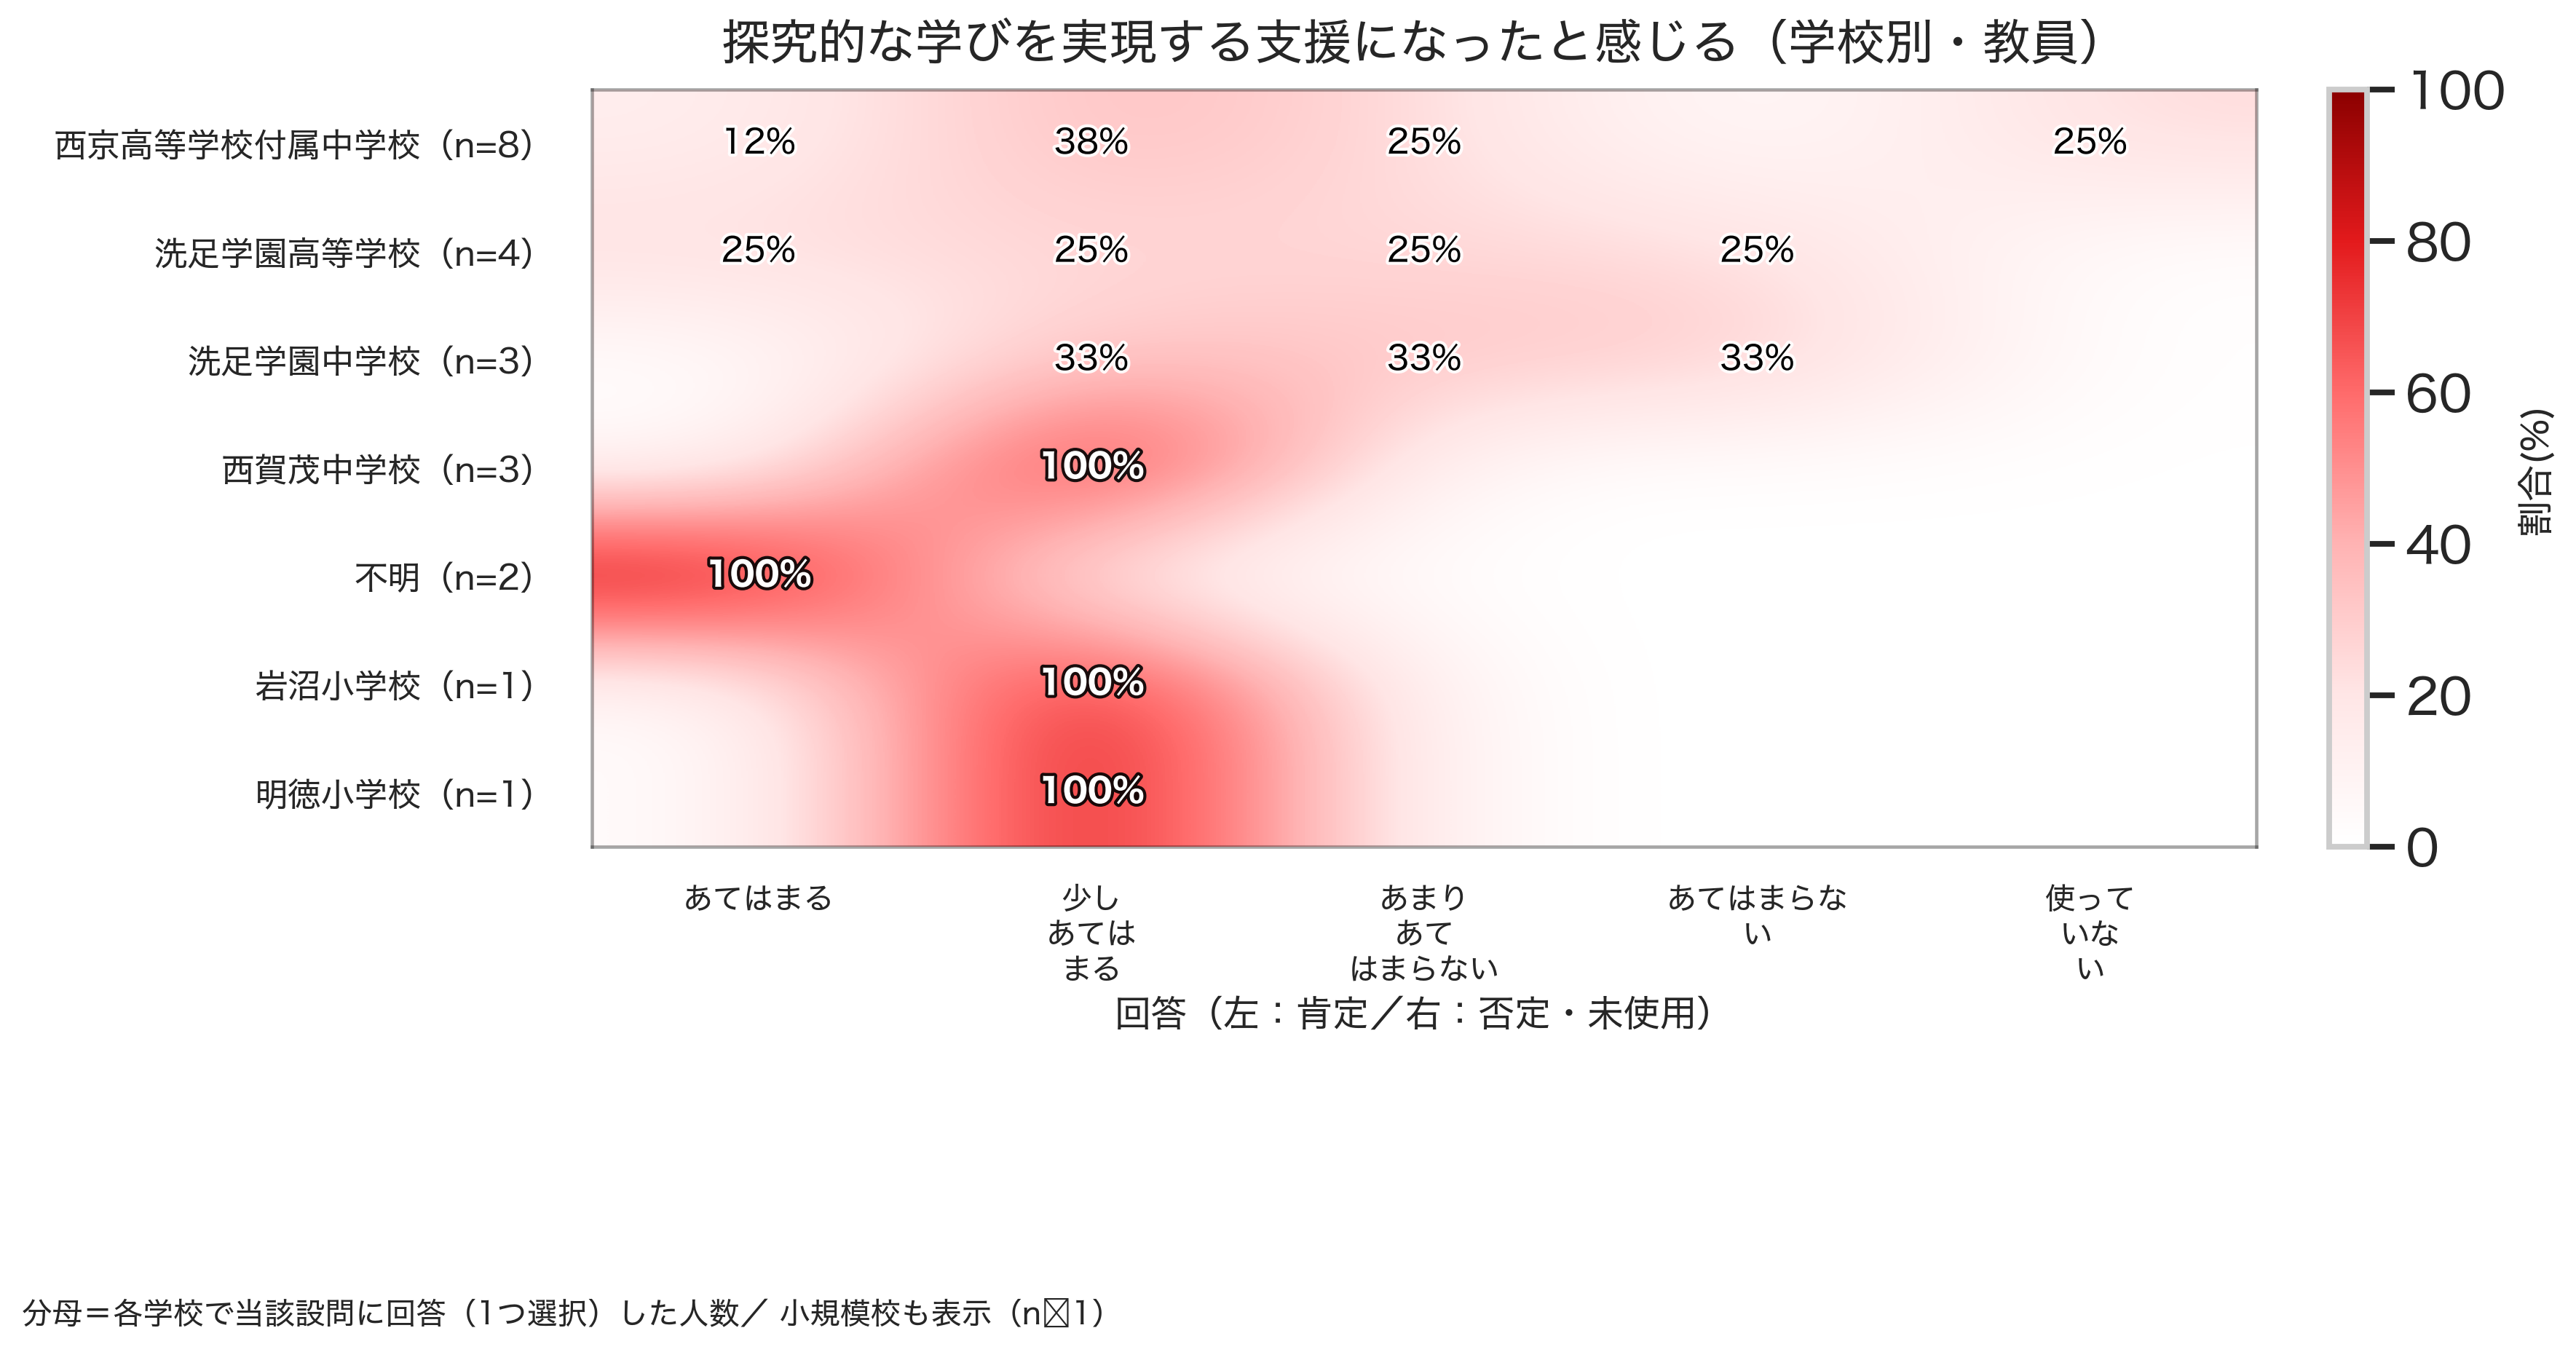 探究的な学びを実現する支援になったと感じる（学校別・教員）
西京高等学校付属中学校（n=8）
12%
38%
25%
25%
洗足学園高等学校（n=4）
25%
25%
25%
25%
洗足学園中学校（n=3）
33%
33%
33%
西賀茂中学校（n=3）
100%
不明（n=2）
100%
岩沼小学校（n=1）
100%
明徳小学校（n=1）
100%
あてはまる
少し
あては
まる
あまり
あて
はまらない
あてはまらな
い
使って
いな
い
回答（左：肯定／右：否定・未使用）
100
80
60
40
20
0
割合(%)
分母＝各学校で当該設問に回答（1つ選択）した人数／ 小規模校も表示（n☒1）